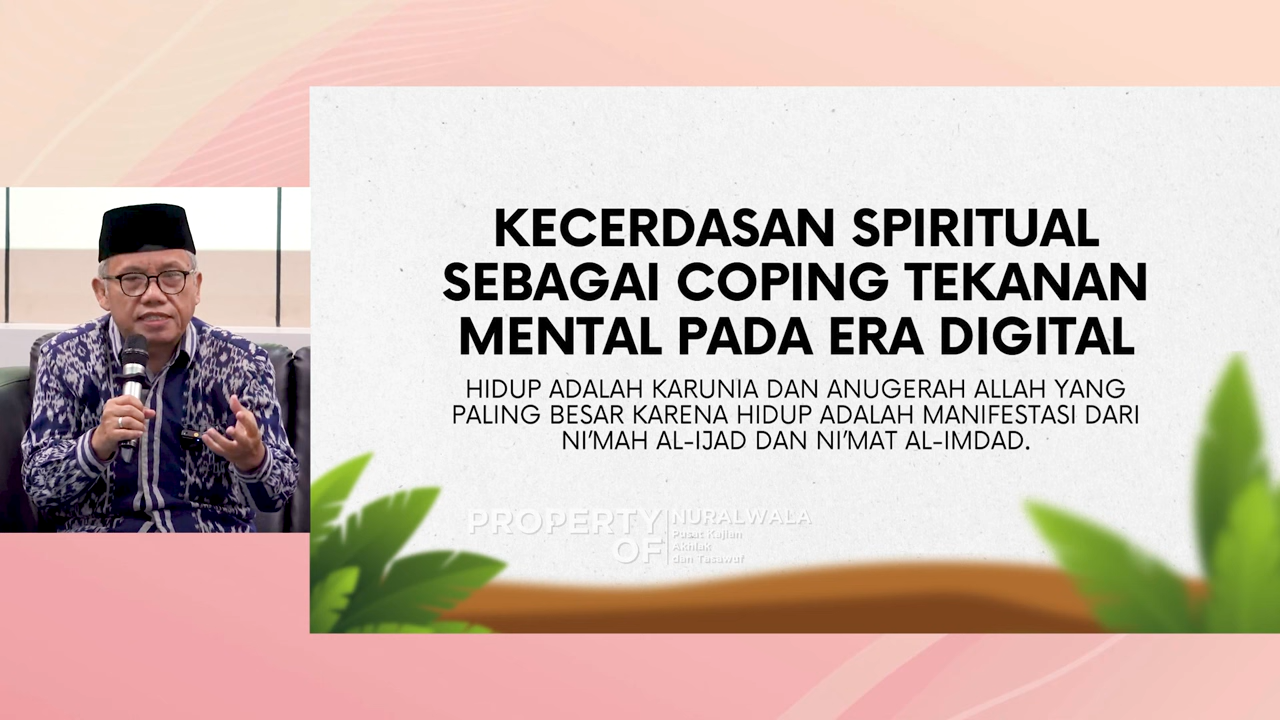 KECERDASAN SPIRITUAL
SEBAGAI COPING TEKANAN
MENTAL PADA ERA DIGITAL
HIDUP ADALAH KARUNIA DAN ANUGERAH ALLAH YANG
PALING BESAR KARENA HIDUP ADALAH MANIFESTASI DARI
NI'MAH AL-IJAD DAN NI'MAT AL-IMDAD.
PROPERTY OF
NURALWALA
Pusat Kajian
Akhlak
dan Tasawuf